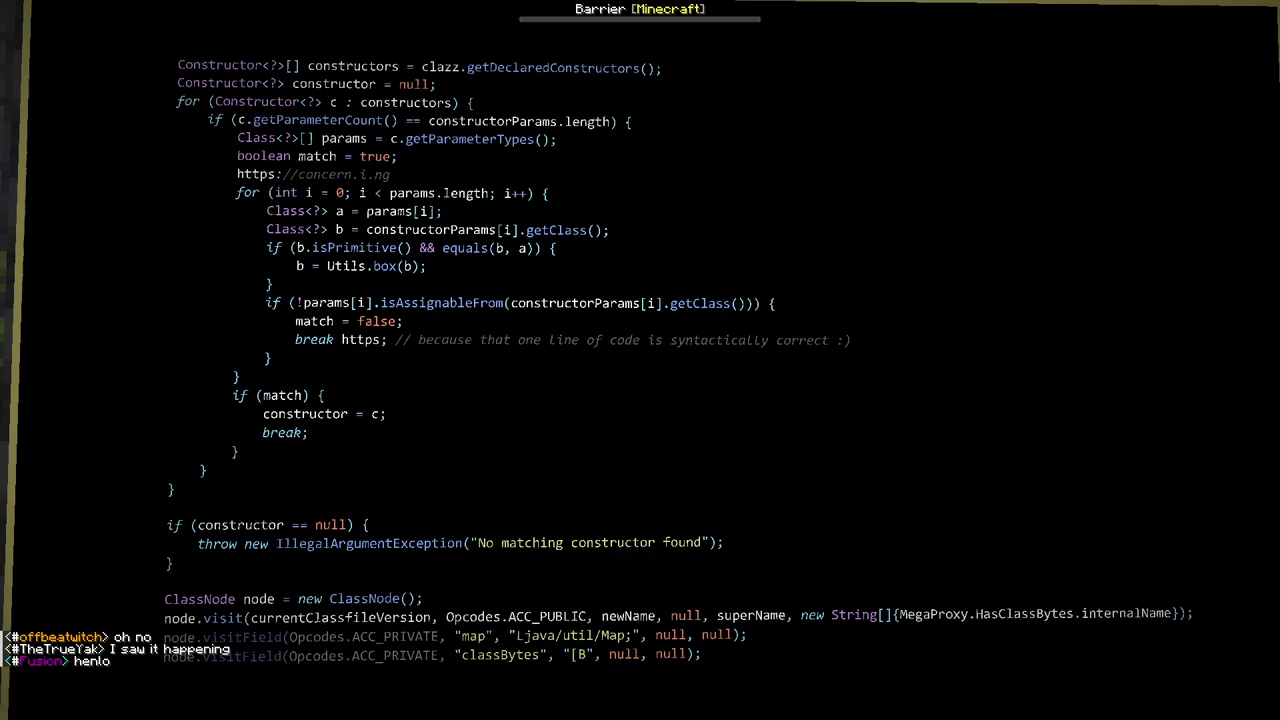 Barrier [Minecraft]
Constructor<?>[] constructors = clazz.getDeclaredConstructors();
Constructor<?> constructor = null;
for (Constructor<?> c : constructors) {
if (c.getParameterCount() == constructorParams.length) {
Class<?>[] params = c.getParameterTypes();
boolean match = true;
https://concern.i.ng
for (int i = 0; i < params.length; i++) {
Class<?> a = params[i];
Class<?> b = constructorParams[i].getClass();
if (b.isPrimitive() && equals(b, a)) {
b = Utils.box(b);
}
if (!params[i].isAssignableFrom(constructorParams[i].getClass())) {
match = false;
break https; // because that one line of code is syntactically correct :)
}
}
if (match) {
constructor = c;
break;
}
}
}
if (constructor == null) {
throw new IllegalArgumentException("No matching constructor found");
}
ClassNode node = new ClassNode();
node.visit(currentClassfileVersion, Opcodes.ACC_PUBLIC, newName, null, superName, new String[]{MegaProxy.HasClassBytes.internalName});
<#offbeatwitch> oh no
node.visitField(Opcodes.ACC_PRIVATE, "map", "Ljava/util/Map;", null, null);
<#TheTrueYak> I saw it happening
node.visitField(Opcodes.ACC_PRIVATE, "classBytes", "[B", null, null);
<#Fusion> henlo